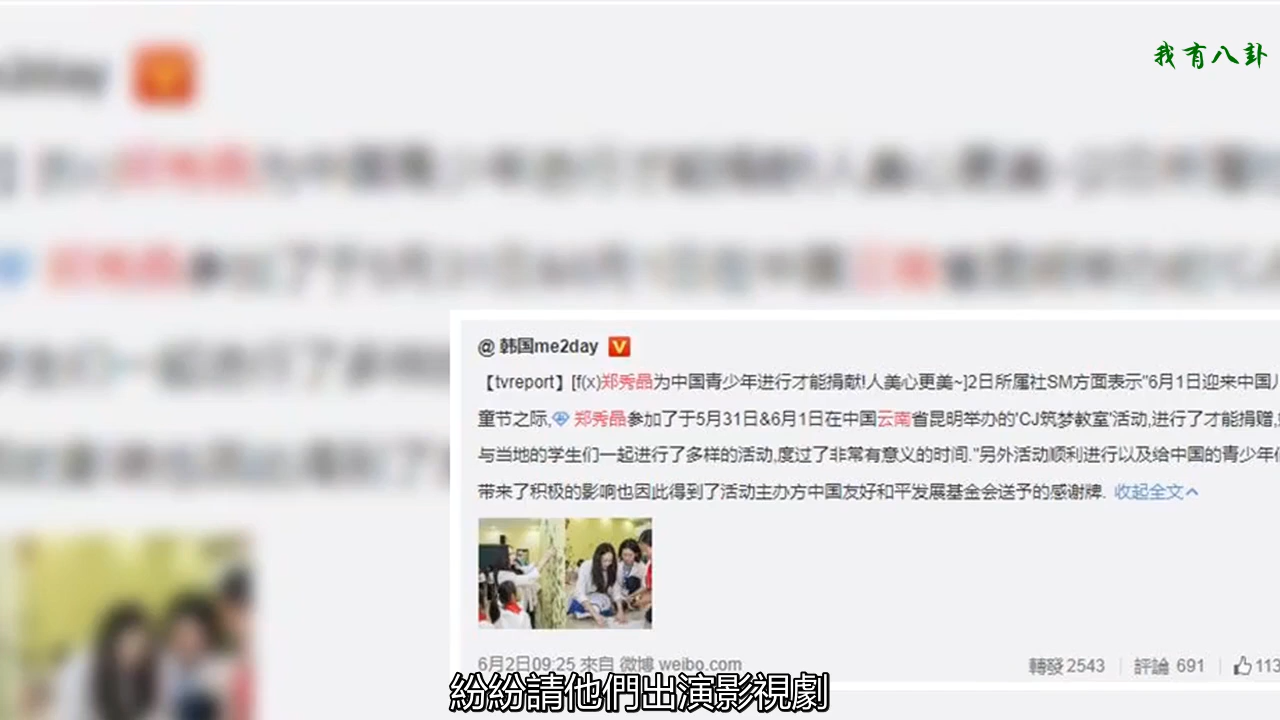 我有八卦
@ 韩国me2day
【tvreport】[f(x)郑秀晶为中国青少年进行才能捐献!人美心更美~]2日所属社SM方面表示"6月1日迎来中国儿
童节之际, 郑秀晶参加了于5月31日&6月1日在中国云南省昆明举办的'CJ筑梦教室'活动,进行了才能捐赠,
与当地的学生们一起进行了多样的活动,度过了非常有意义的时间."另外活动顺利进行以及给中国的青少年们
带来了积极的影响也因此得到了活动主办方中国友好和平发展基金会送予的感谢牌. 收起全文
6月2日09:25 來自 微博 weibo.com
轉發 2543 評論 691 113
紛紛請他們出演影視劇